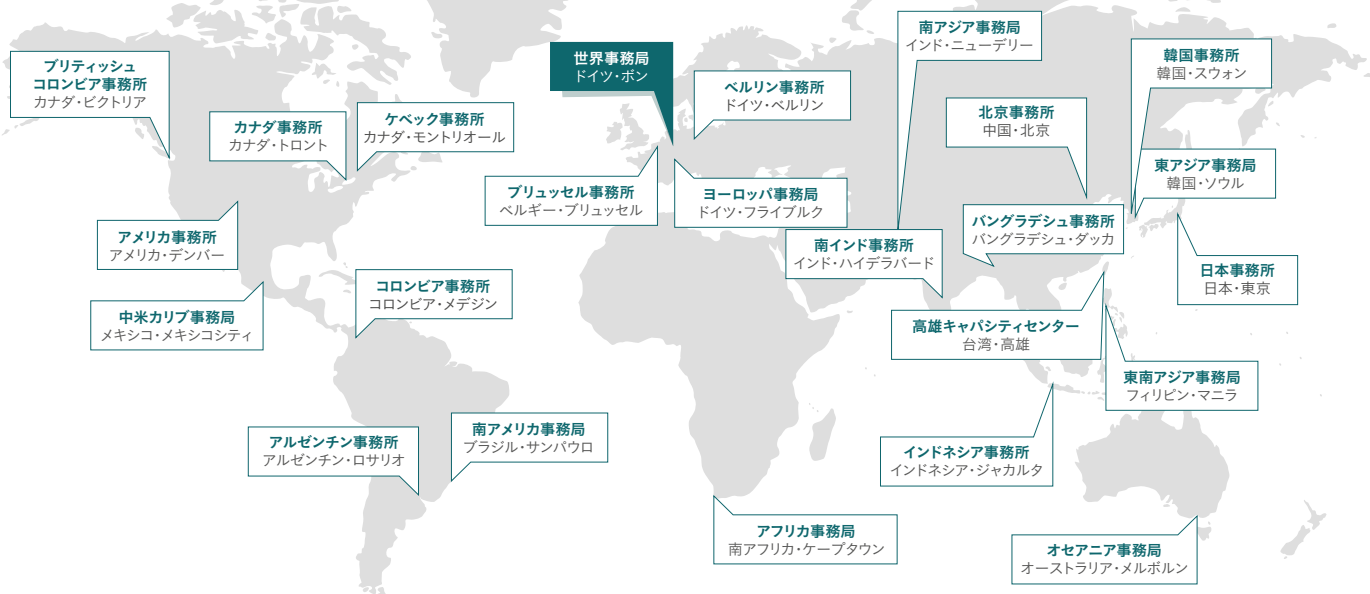 ブリティッシュ
コロンビア事務所
カナダ・ビクトリア
カナダ事務所
カナダ・トロント
ケベック事務所
カナダ・モントリオール
アメリカ事務所
アメリカ・デンバー
中米カリブ事務局
メキシコ・メキシコシティ
コロンビア事務所
コロンビア・メデジン
アルゼンチン事務所
アルゼンチン・ロサリオ
南アメリカ事務局
ブラジル・サンパウロ
世界事務局
ドイツ・ボン
ベルリン事務所
ドイツ・ベルリン
ブリュッセル事務所
ベルギー・ブリュッセル
ヨーロッパ事務局
ドイツ・フライブルク
アフリカ事務局
南アフリカ・ケープタウン
南アジア事務局
インド・ニューデリー
南インド事務所
インド・ハイデラバード
バングラデシュ事務所
バングラデシュ・ダッカ
北京事務所
中国・北京
韓国事務所
韓国・スウォン
東アジア事務局
韓国・ソウル
日本事務所
日本・東京
高雄キャパシティセンター
台湾・高雄
東南アジア事務局
フィリピン・マニラ
インドネシア事務所
インドネシア・ジャカルタ
オセアニア事務局
オーストラリア・メルボルン